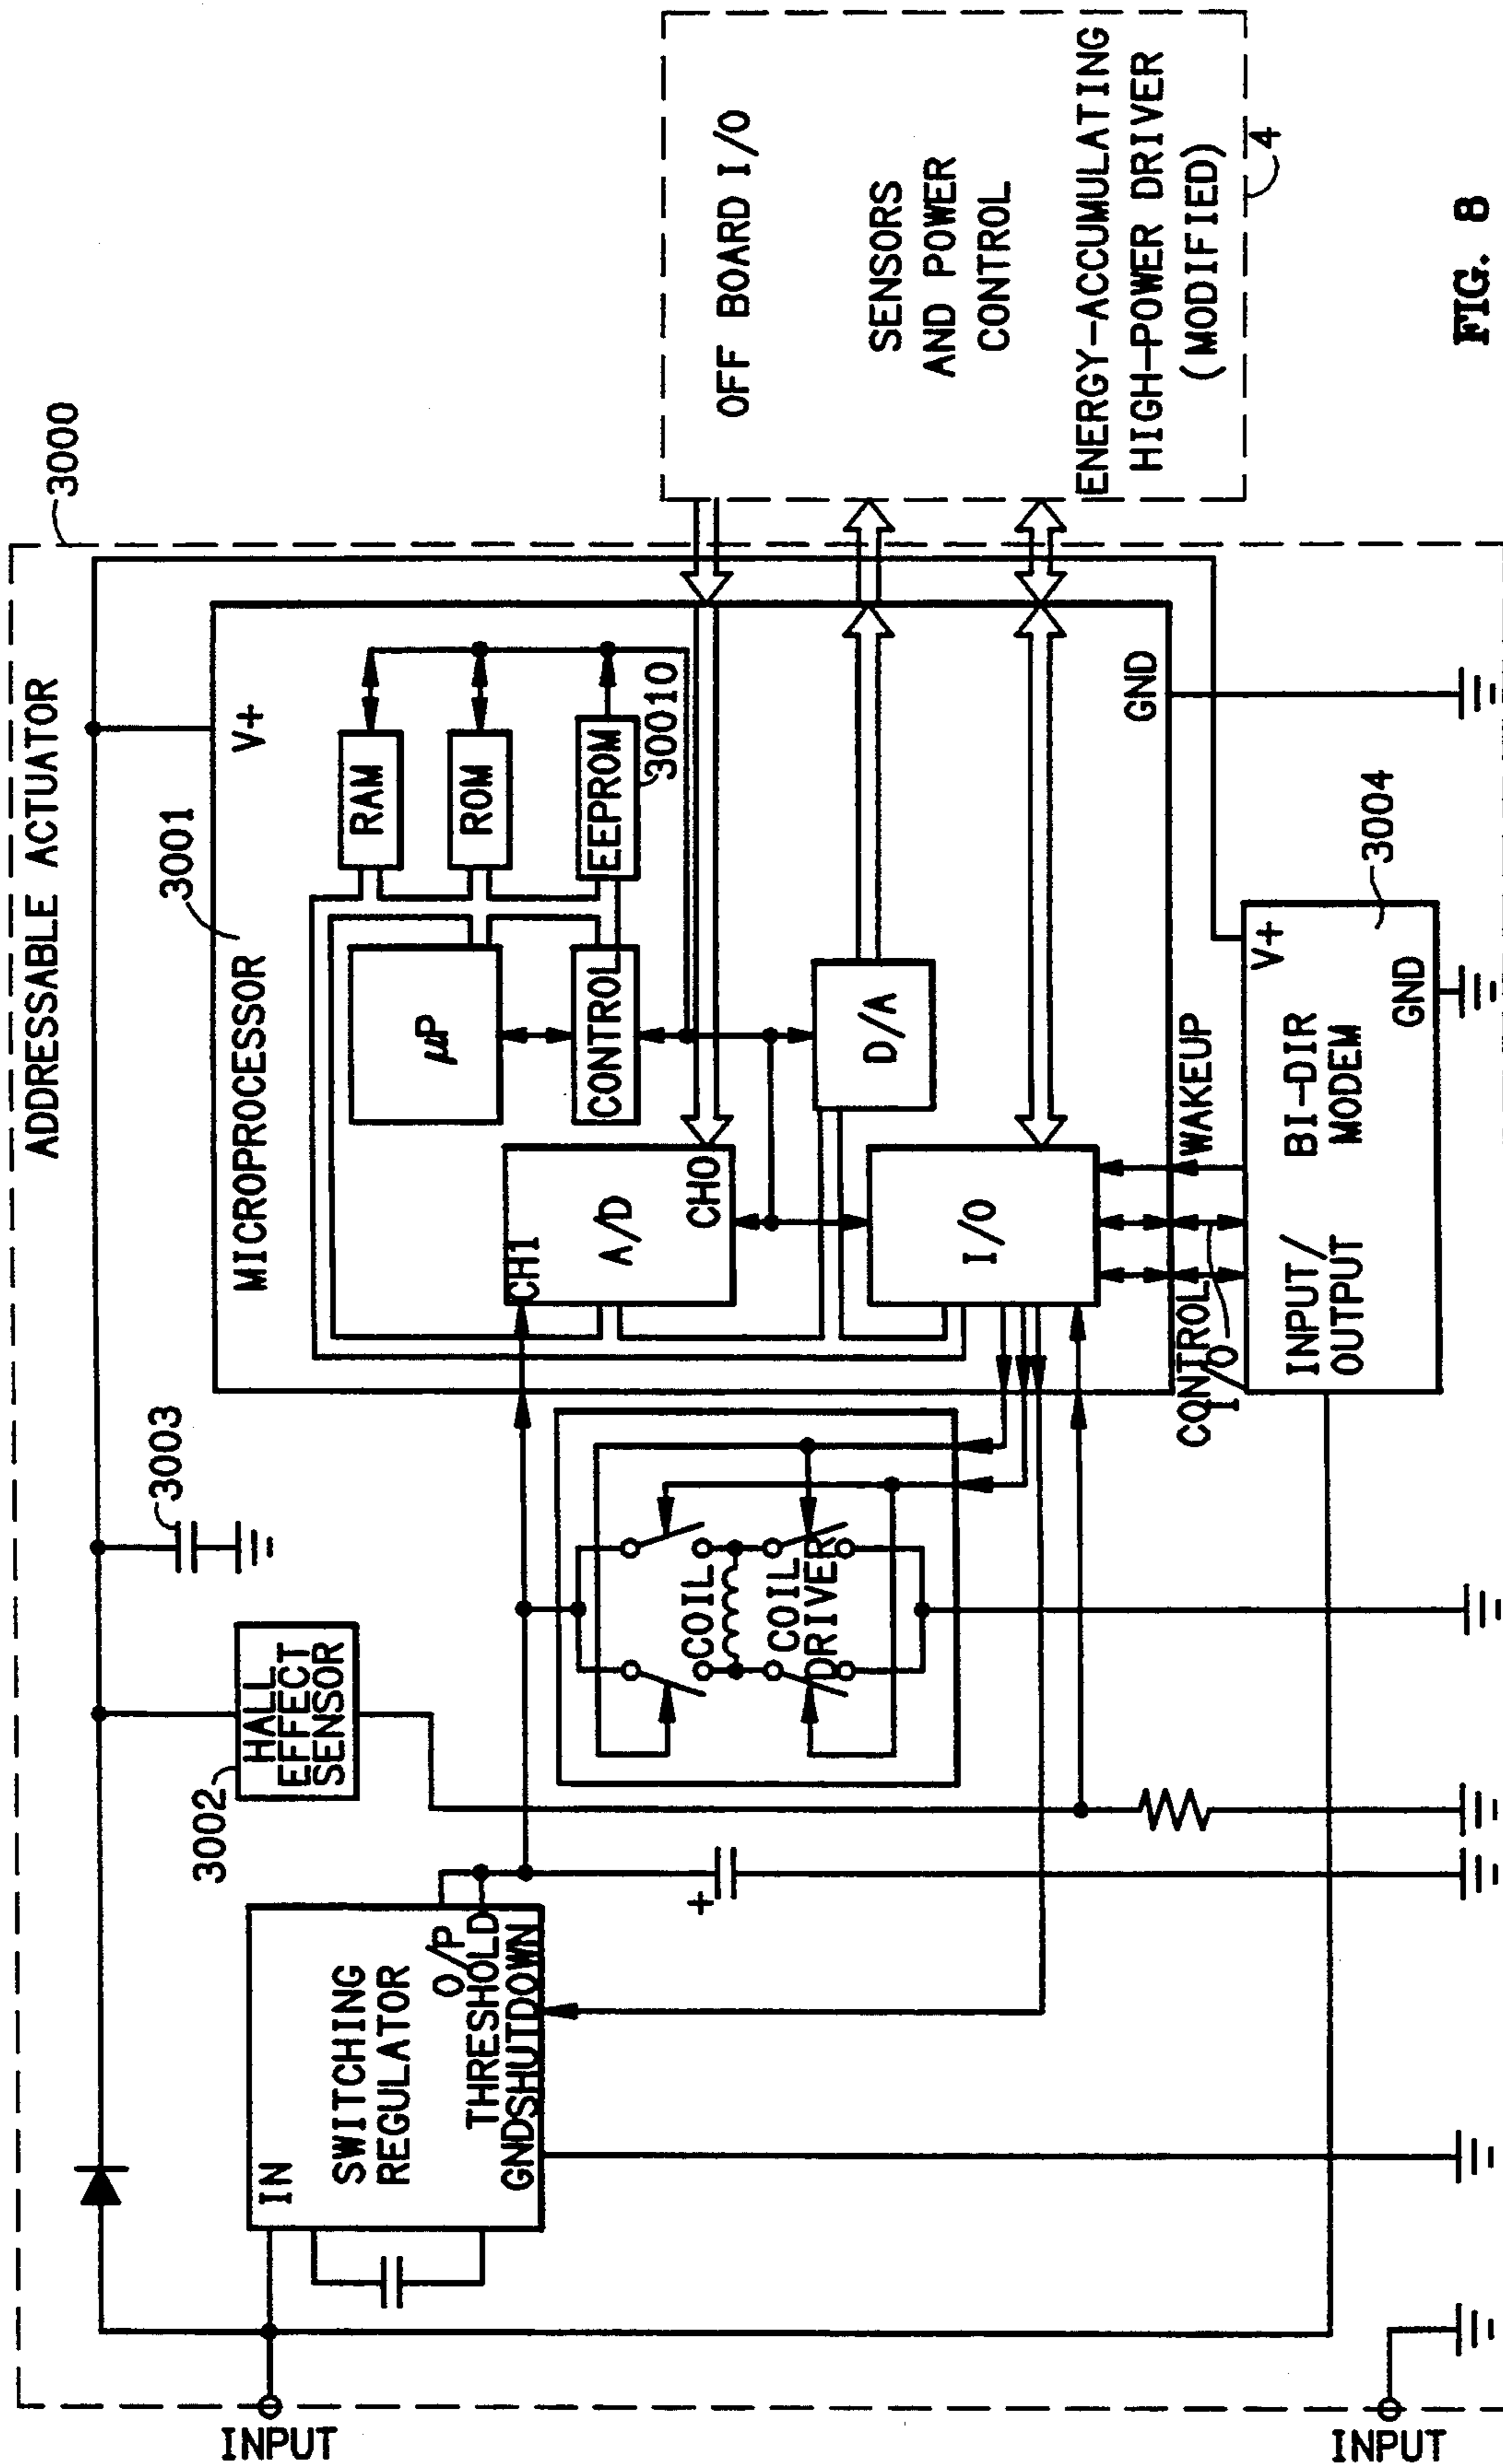 ADDRESSABLE ACTUATOR
3000
INPUT
IN
SWITCHING
REGULATOR
O/P
THRESHOLD
GND
SHUTDOWN
3002
HALL
EFFECT
SENSOR
3003
+
COIL
COIL
DRIVER
MICROPROCESSOR
3001
V+
µP
RAM
ROM
CONTROL
EEPROM
30010
CH1
A/D
CH0
D/A
I/O
GND
CONTROL
I/O
WAKEUP
INPUT/
OUTPUT
BI-DIR
MODEM
V+
GND
3004
INPUT
OFF BOARD I/O
SENSORS
AND POWER
CONTROL
ENERGY-ACCUMULATING
HIGH-POWER DRIVER
(MODIFIED)
4
FIG. 8